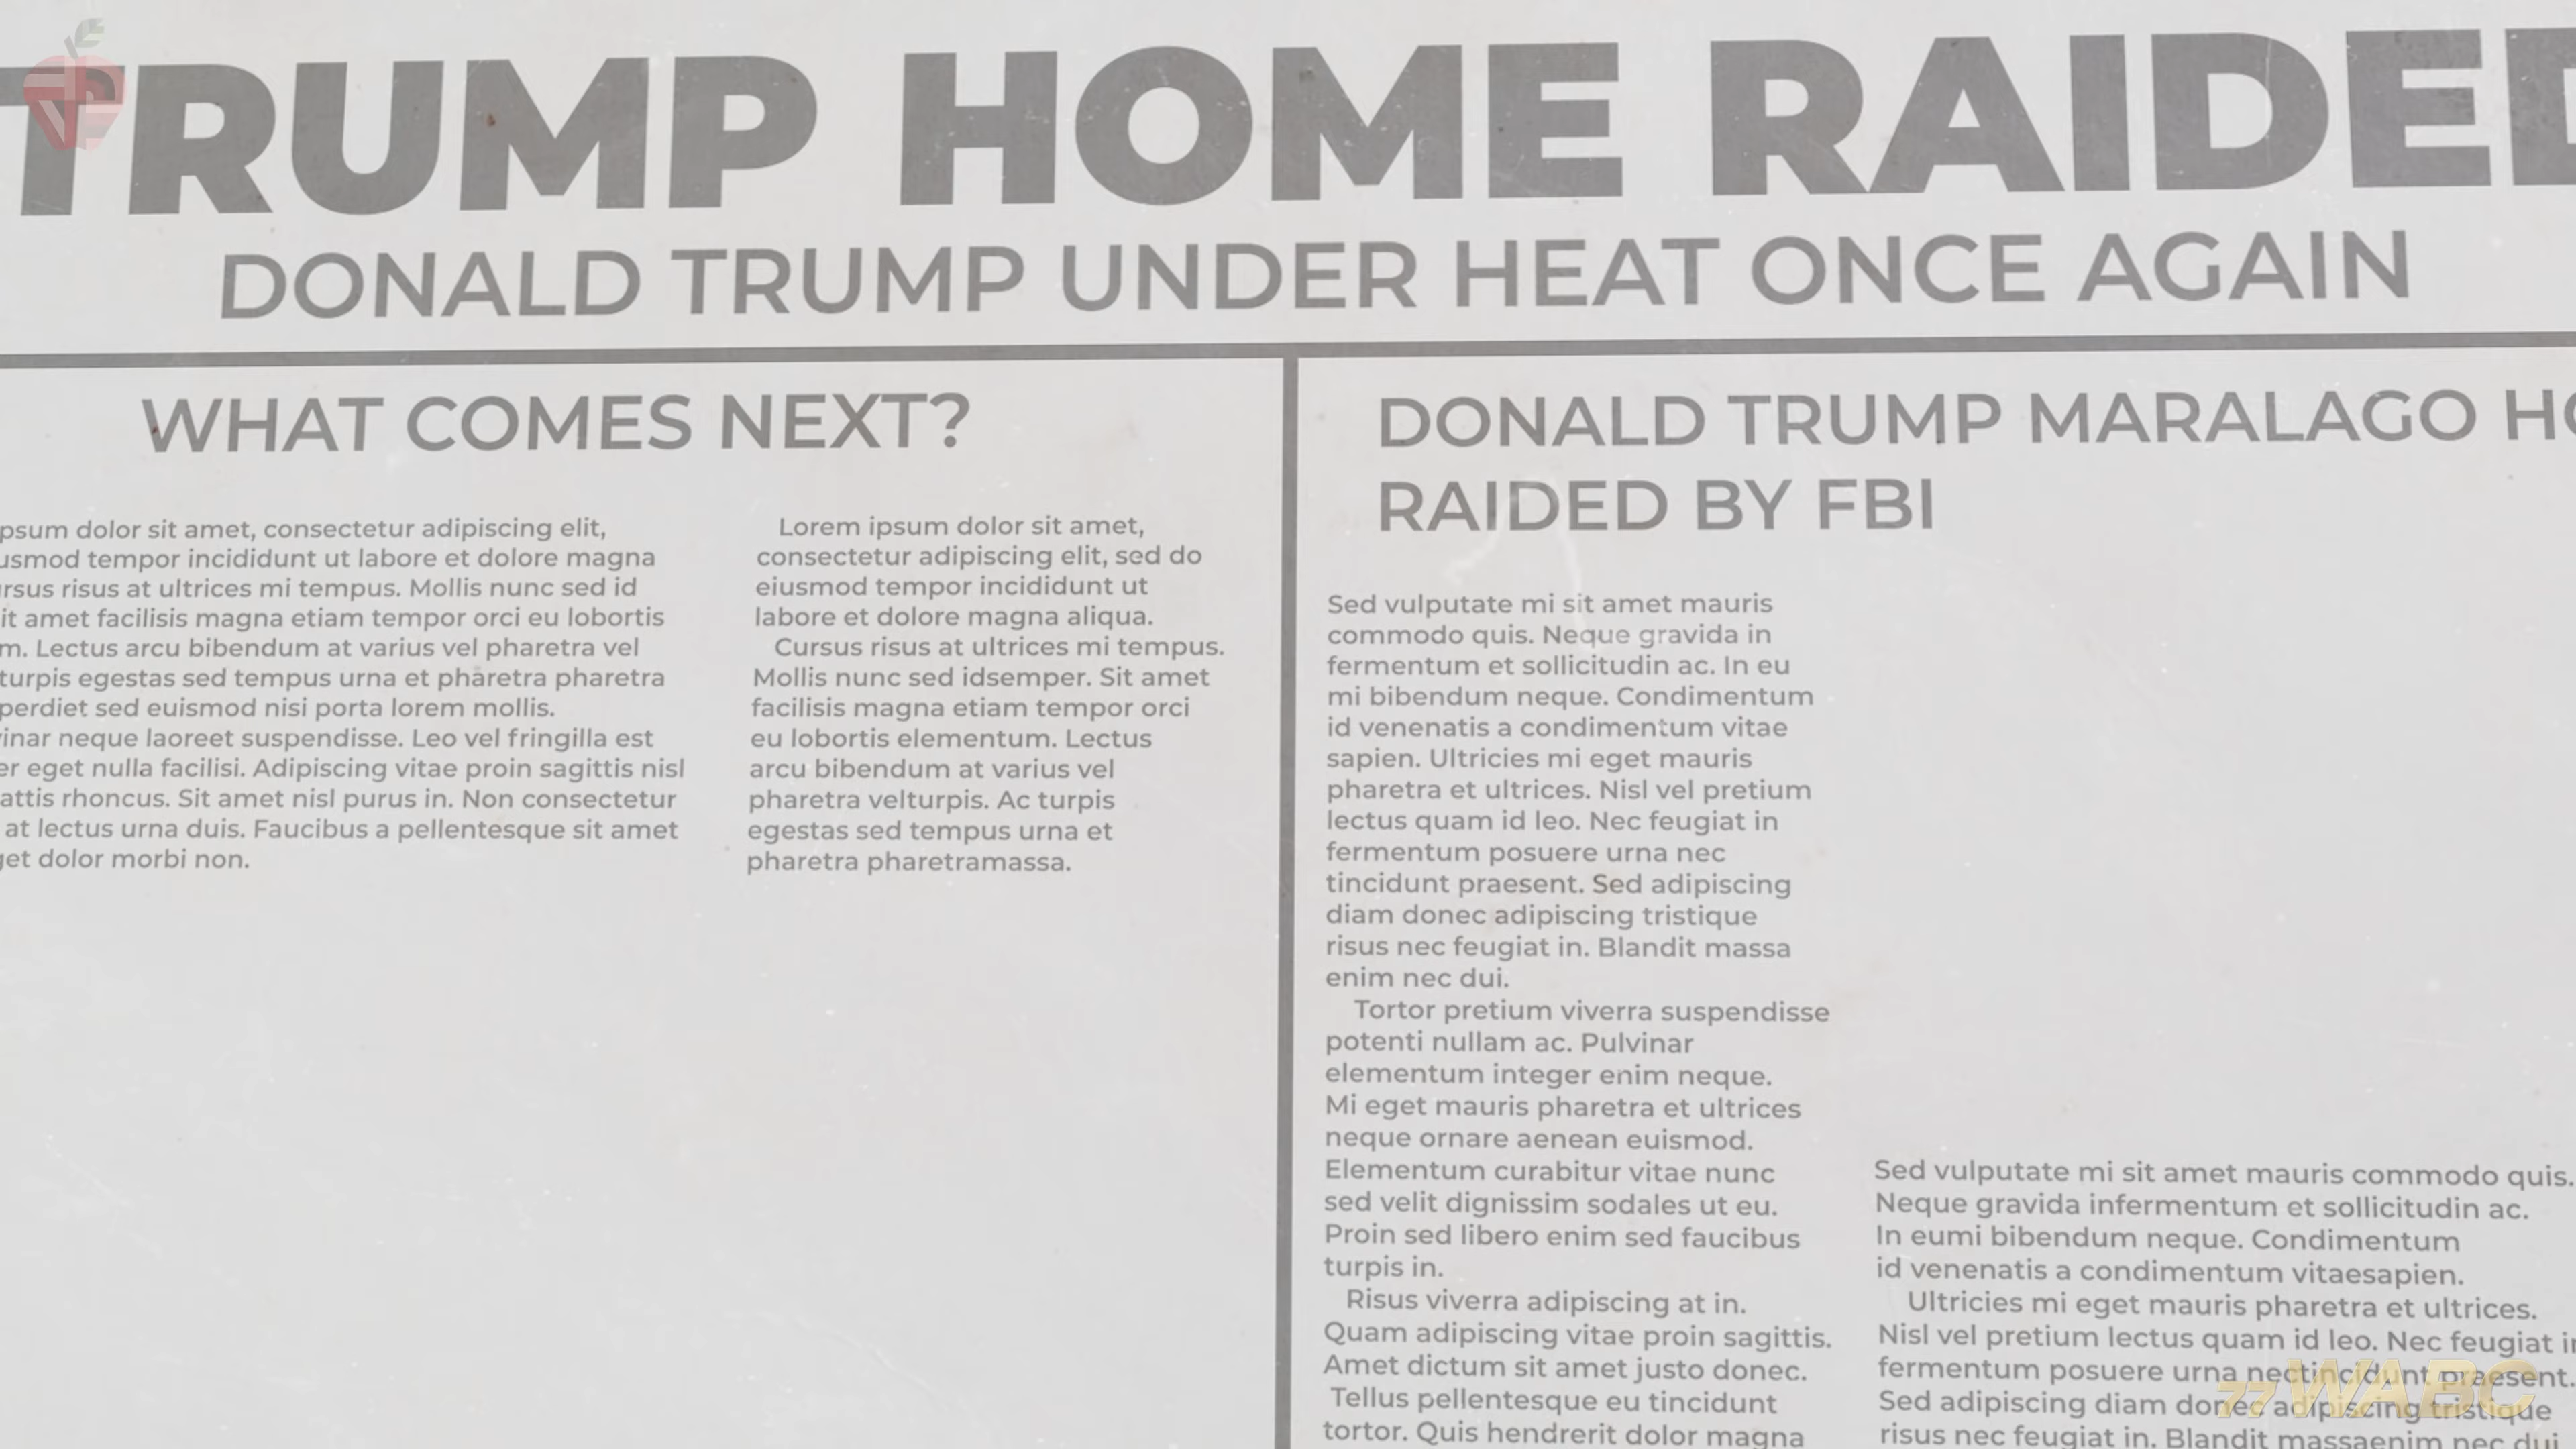 TRUMP HOME RAIDED
DONALD TRUMP UNDER HEAT ONCE AGAIN
WHAT COMES NEXT?
psum dolor sit amet, consectetur adipiscing elit,
usmod tempor incididunt ut labore et dolore magna
rsus risus at ultrices mi tempus. Mollis nunc sed id
it amet facilisis magna etiam tempor orci eu lobortis
m. Lectus arcu bibendum at varius vel pharetra vel
turpis egestas sed tempus urna et pharetra pharetra
perdiet sed euismod nisi porta lorem mollis.
inar neque laoreet suspendisse. Leo vel fringilla est
er eget nulla facilisi. Adipiscing vitae proin sagittis nisl
attis rhoncus. Sit amet nisl purus in. Non consectetur
at lectus urna duis. Faucibus a pellentesque sit amet
get dolor morbi non.
Lorem ipsum dolor sit amet,
consectetur adipiscing elit, sed do
eiusmod tempor incididunt ut
labore et dolore magna aliqua.
Cursus risus at ultrices mi tempus.
Mollis nunc sed idsemper. Sit amet
facilisis magna etiam tempor orci
eu lobortis elementum. Lectus
arcu bibendum at varius vel
pharetra velturpis. Ac turpis
egestas sed tempus urna et
pharetra pharetramassa.
DONALD TRUMP MARALAGO HO
RAIDED BY FBI
Sed vulputate mi sit amet mauris
commodo quis. Neque gravida in
fermentum et sollicitudin ac. In eu
mi bibendum neque. Condimentum
id venenatis a condimentum vitae
sapien. Ultricies mi eget mauris
pharetra et ultrices. Nisl vel pretium
lectus quam id leo. Nec feugiat in
fermentum posuere urna nec
tincidunt praesent. Sed adipiscing
diam donec adipiscing tristique
risus nec feugiat in. Blandit massa
enim nec dui.
Tortor pretium viverra suspendisse
potenti nullam ac. Pulvinar
elementum integer enim neque.
Mi eget mauris pharetra et ultrices
neque ornare aenean euismod.
Elementum curabitur vitae nunc
sed velit dignissim sodales ut eu.
Proin sed libero enim sed faucibus
turpis in.
Risus viverra adipiscing at in.
Quam adipiscing vitae proin sagittis.
Amet dictum sit amet justo donec.
Tellus pellentesque eu tincidunt
tortor. Quis hendrerit dolor magna
Sed vulputate mi sit amet mauris commodo quis.
Neque gravida infermentum et sollicitudin ac.
In eumi bibendum neque. Condimentum
id venenatis a condimentum vitaesapien.
Ultricies mi eget mauris pharetra et ultrices.
Nisl vel pretium lectus quam id leo. Nec feugiat in
fermentum posuere urna nectincidunt praesent.
Sed adipiscing diam donec adipiscing tristique
risus nec feugiat in. Blandit massaenim nec dui
77 WABC